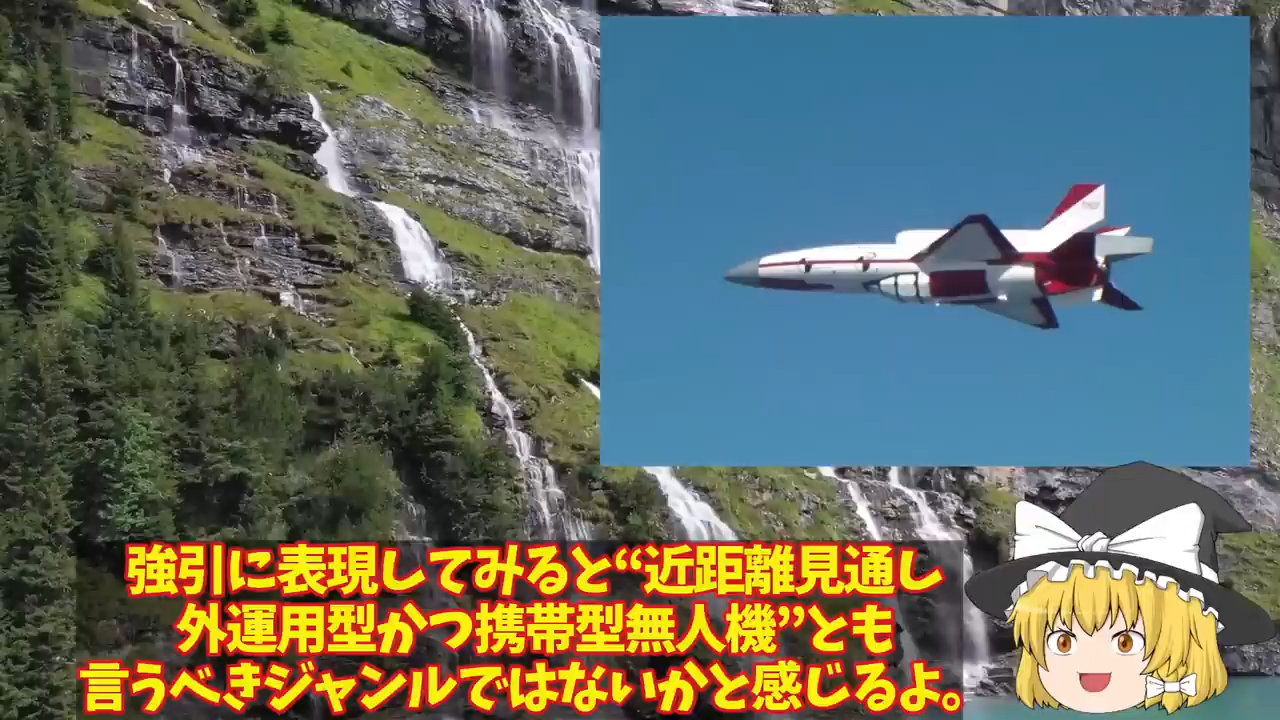 強引に表現してみると“近距離見通し
外運用型かつ携帯型無人機”とも
言うべきジャンルではないかと感じるよ。